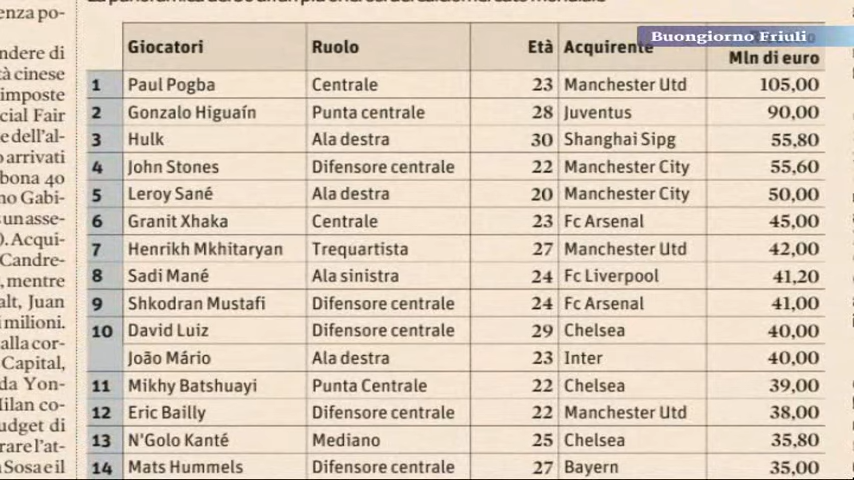 Buongiorno Friuli
Giocatori Ruolo Età Acquirente
Mln di euro
1 Paul Pogba Centrale 23 Manchester Utd 105,00
2 Gonzalo Higuaín Punta centrale 28 Juventus 90,00
3 Hulk Ala destra 30 Shanghai Sipg 55,80
4 John Stones Difensore centrale 22 Manchester City 55,60
5 Leroy Sané Ala destra 20 Manchester City 50,00
6 Granit Xhaka Centrale 23 Fc Arsenal 45,00
7 Henrikh Mkhitaryan Trequartista 27 Manchester Utd 42,00
8 Sadi Mané Ala sinistra 24 Fc Liverpool 41,20
9 Shkodran Mustafi Difensore centrale 24 Fc Arsenal 41,00
10 David Luiz Difensore centrale 29 Chelsea 40,00
João Mário Ala destra 23 Inter 40,00
11 Mikhy Batshuayi Punta Centrale 22 Chelsea 39,00
12 Eric Bailly Difensore centrale 22 Manchester Utd 38,00
13 N'Golo Kanté Mediano 25 Chelsea 35,80
14 Mats Hummels Difensore centrale 27 Bayern 35,00
enza po-
ndere di
tà cinese
imposte
cial Fair
e dell'al-
arrivati
bona 40
no Gabi-
s un asse-
). Acqui-
Candre-
, mentre
alt, Juan
i milioni.
alla cor-
Capital,
da Yon-
Milan co-
udget di
rare l'at-
Sosa e il